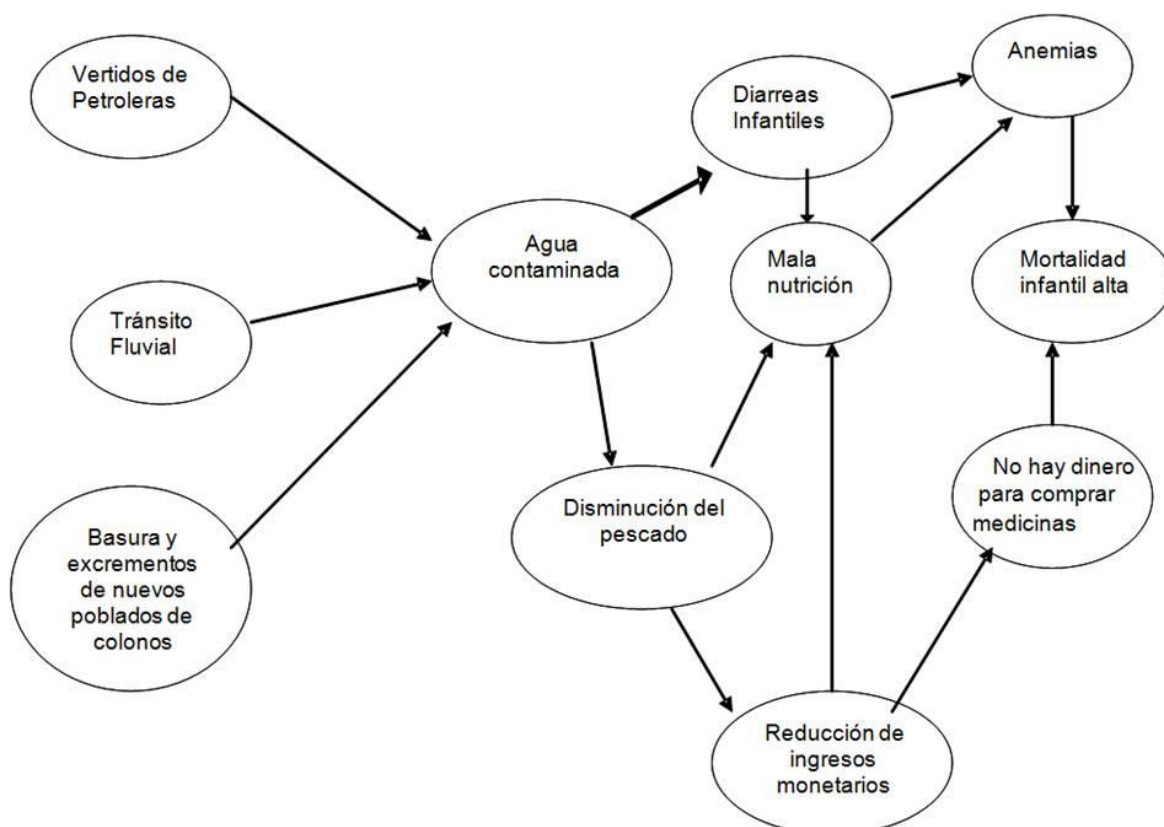 Vertidos de
Petroleras
Tránsito
Fluvial
Basura y
excrementos
de nuevos
poblados de
colonos
Agua
contaminada
Diarreas
Infantiles
Anemias
Mala
nutrición
Mortalidad
infantil alta
Disminución del
pescado
No hay dinero
para comprar
medicinas
Reducción de
ingresos
monetarios